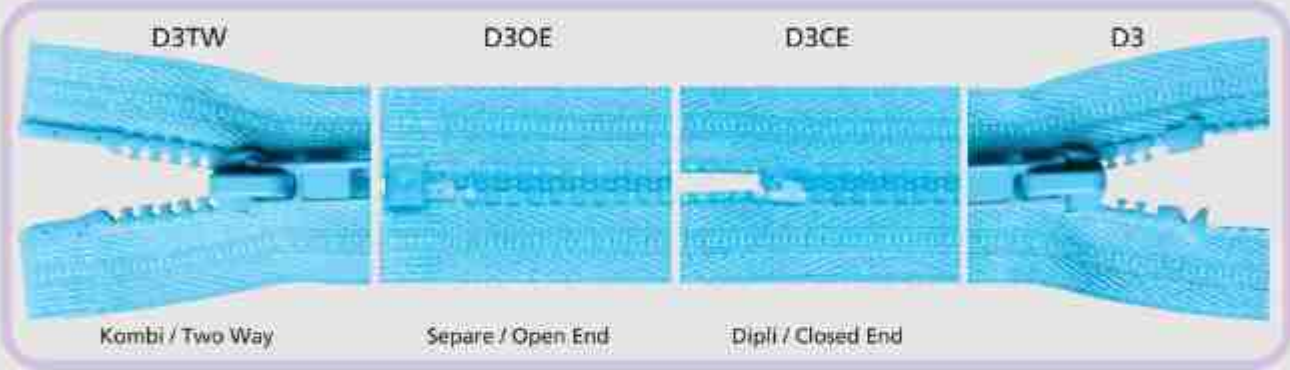 D3TW
D3OE
D3CE
D3
Kombi / Two Way
Separe / Open End
Dipli / Closed End